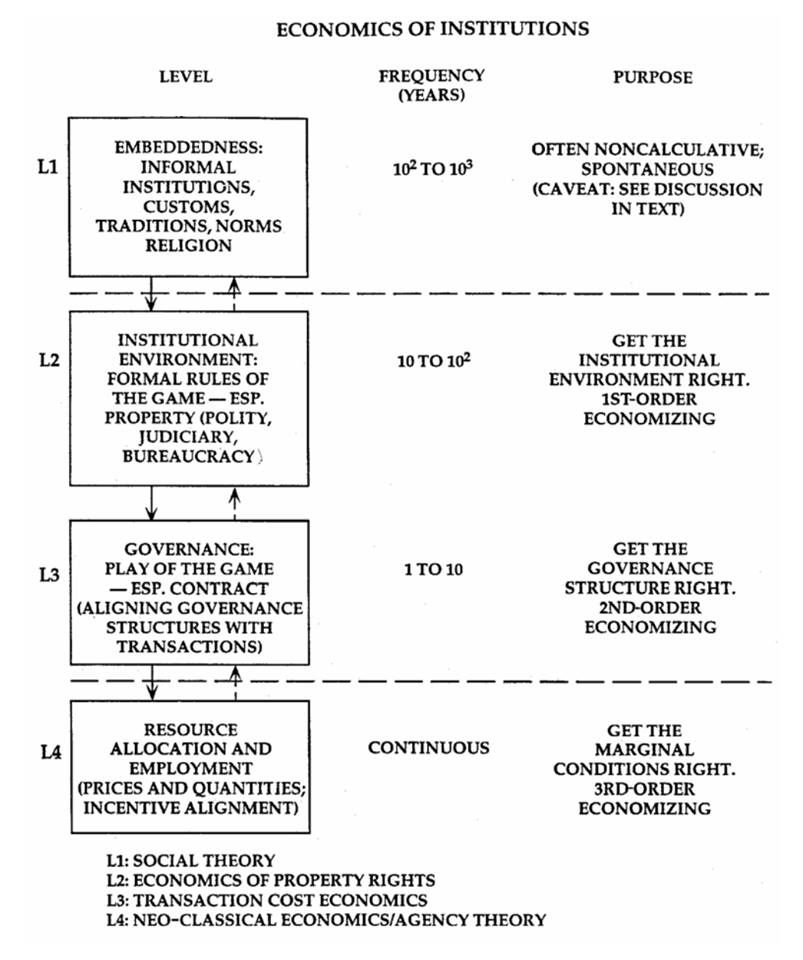 ECONOMICS OF INSTITUTIONS
LEVEL
FREQUENCY
(YEARS)
PURPOSE
L1
EMBEDDEDNESS:
INFORMAL
INSTITUTIONS,
CUSTOMS,
TRADITIONS, NORMS
RELIGION
10² TO 10³
OFTEN NONCALCULATIVE;
SPONTANEOUS
(CAVEAT: SEE DISCUSSION
IN TEXT)
L2
INSTITUTIONAL
ENVIRONMENT:
FORMAL RULES OF
THE GAME — ESP.
PROPERTY (POLITY,
JUDICIARY,
BUREAUCRACY)
10 TO 10²
GET THE
INSTITUTIONAL
ENVIRONMENT RIGHT.
1ST-ORDER
ECONOMIZING
L3
GOVERNANCE:
PLAY OF THE GAME
— ESP. CONTRACT
(ALIGNING GOVERNANCE
STRUCTURES WITH
TRANSACTIONS)
1 TO 10
GET THE
GOVERNANCE
STRUCTURE RIGHT.
2ND-ORDER
ECONOMIZING
L4
RESOURCE
ALLOCATION AND
EMPLOYMENT
(PRICES AND QUANTITIES;
INCENTIVE ALIGNMENT)
CONTINUOUS
GET THE
MARGINAL
CONDITIONS RIGHT.
3RD-ORDER
ECONOMIZING
L1: SOCIAL THEORY
L2: ECONOMICS OF PROPERTY RIGHTS
L3: TRANSACTION COST ECONOMICS
L4: NEO-CLASSICAL ECONOMICS/AGENCY THEORY